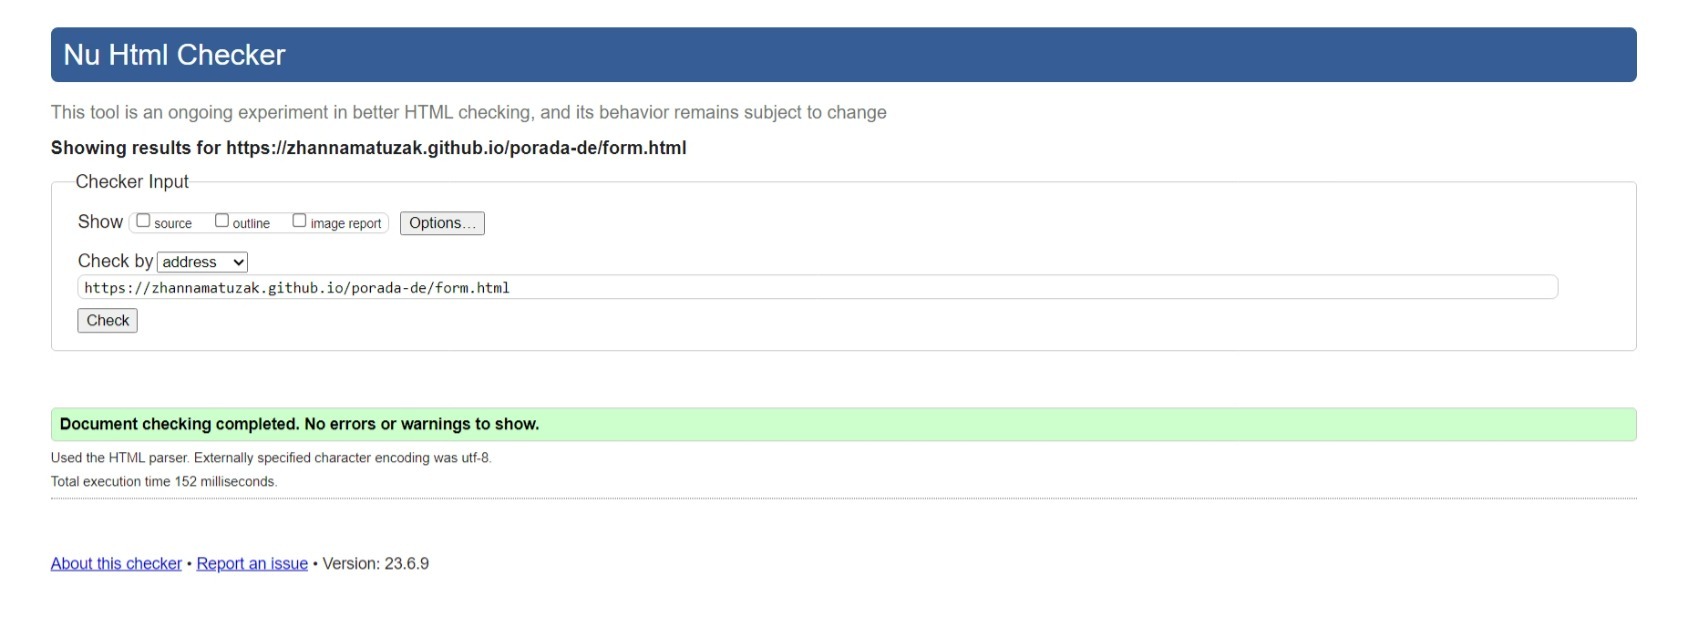 Nu Html Checker
This tool is an ongoing experiment in better HTML checking, and its behavior remains subject to change
Showing results for https://zhannamatuzak.github.io/porada-de/form.html
Checker Input
Show source outline image report Options...
Check by address
https://zhannamatuzak.github.io/porada-de/form.html
Check
Document checking completed. No errors or warnings to show.
Used the HTML parser. Externally specified character encoding was utf-8.
Total execution time 152 milliseconds.
About this checker • Report an issue • Version: 23.6.9